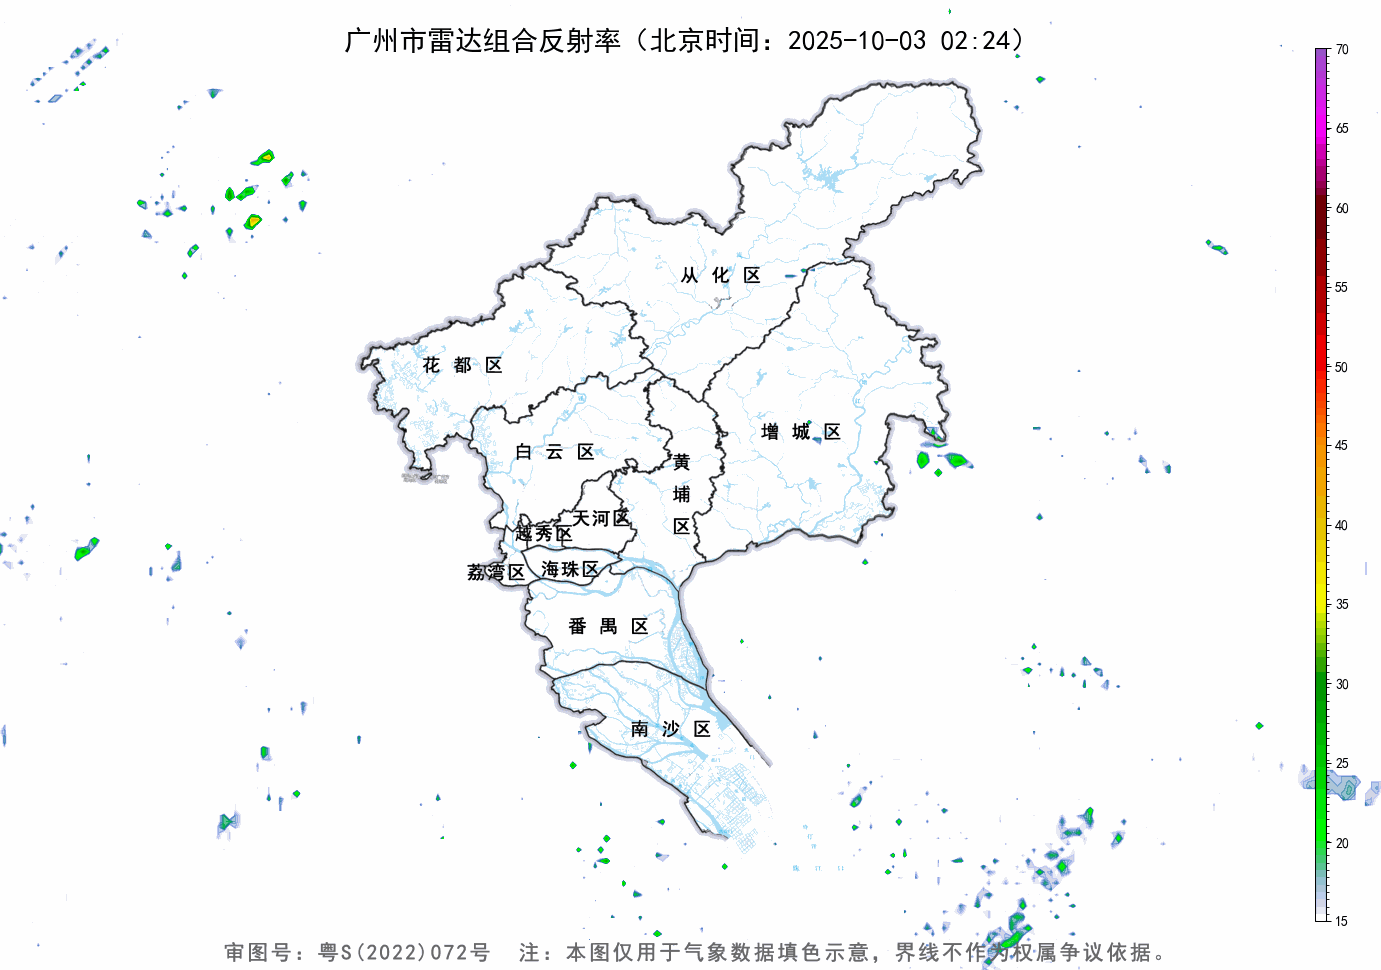 广州市雷达组合反射率（北京时间：2025-10-03 02:24）
70
65
60
55
50
45
40
35
30
25
20
15
从化区
花都区
增城区
白云区
黄埔区
天河区
越秀区
荔湾区
海珠区
番禺区
南沙区
审图号：粤S(2022)072号 注：本图仅用于气象数据填色示意，界线不作为权属争议依据。